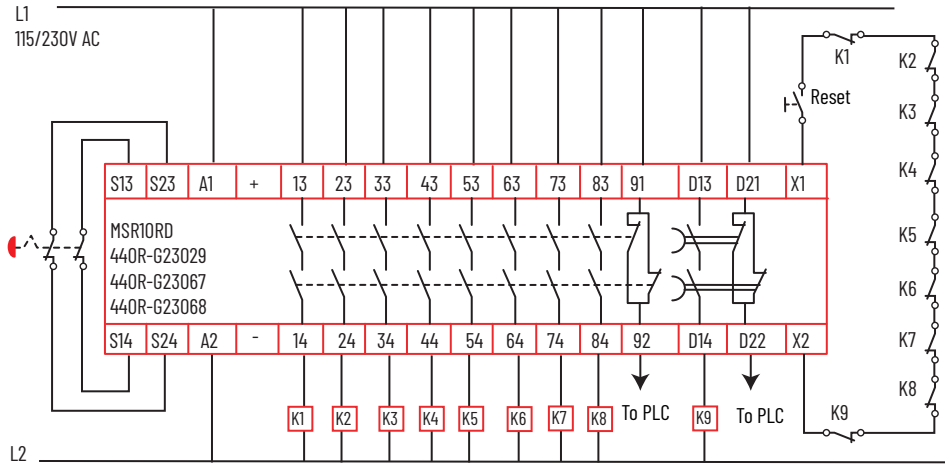 L1
115/230V AC
K1
K2
Reset
K3
K4
S13 S23 A1 + 13 23 33 43 53 63 73 83 91 D13 D21 X1
MSR10RD
440R-G23029
440R-G23067
440R-G23068
K5
K6
S14 S24 A2 - 14 24 34 44 54 64 74 84 92 D14 D22 X2
K7
K8
K1 K2 K3 K4 K5 K6 K7 K8 To PLC K9 To PLC K9
L2